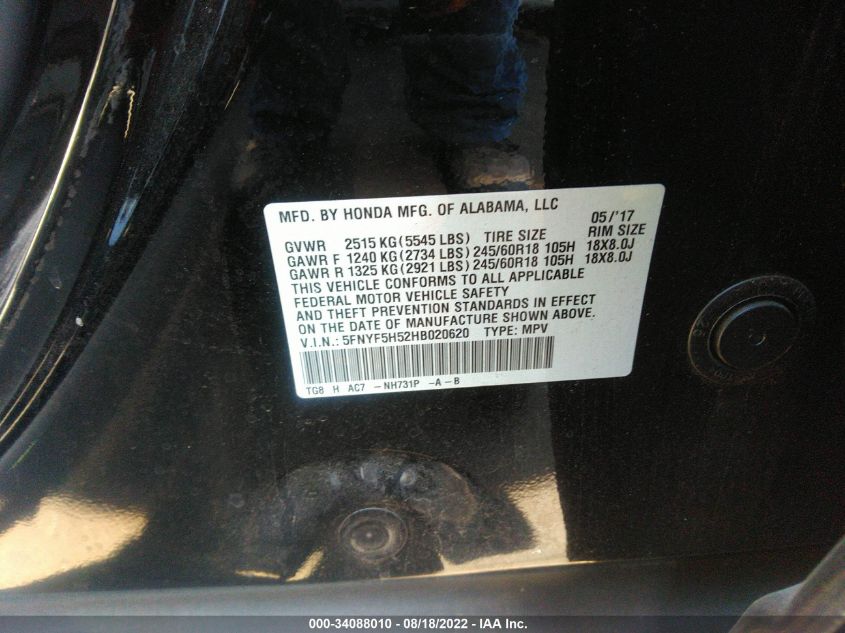 MFD. BY HONDA MFG. OF ALABAMA, LLC 05/'17
GVWR 2515 KG (5545 LBS) TIRE SIZE RIM SIZE
GAWR F 1240 KG (2734 LBS) 245/60R18 105H 18X8.0J
GAWR R 1325 KG (2921 LBS) 245/60R18 105H 18X8.0J
THIS VEHICLE CONFORMS TO ALL APPLICABLE
FEDERAL MOTOR VEHICLE SAFETY
AND THEFT PREVENTION STANDARDS IN EFFECT
ON THE DATE OF MANUFACTURE SHOWN ABOVE.
V.I.N.: 5FNYF5H52HB020620 TYPE: MPV
TG8 H AC7 -NH731P -A-B
000-34088010 - 08/18/2022 - IAA Inc.